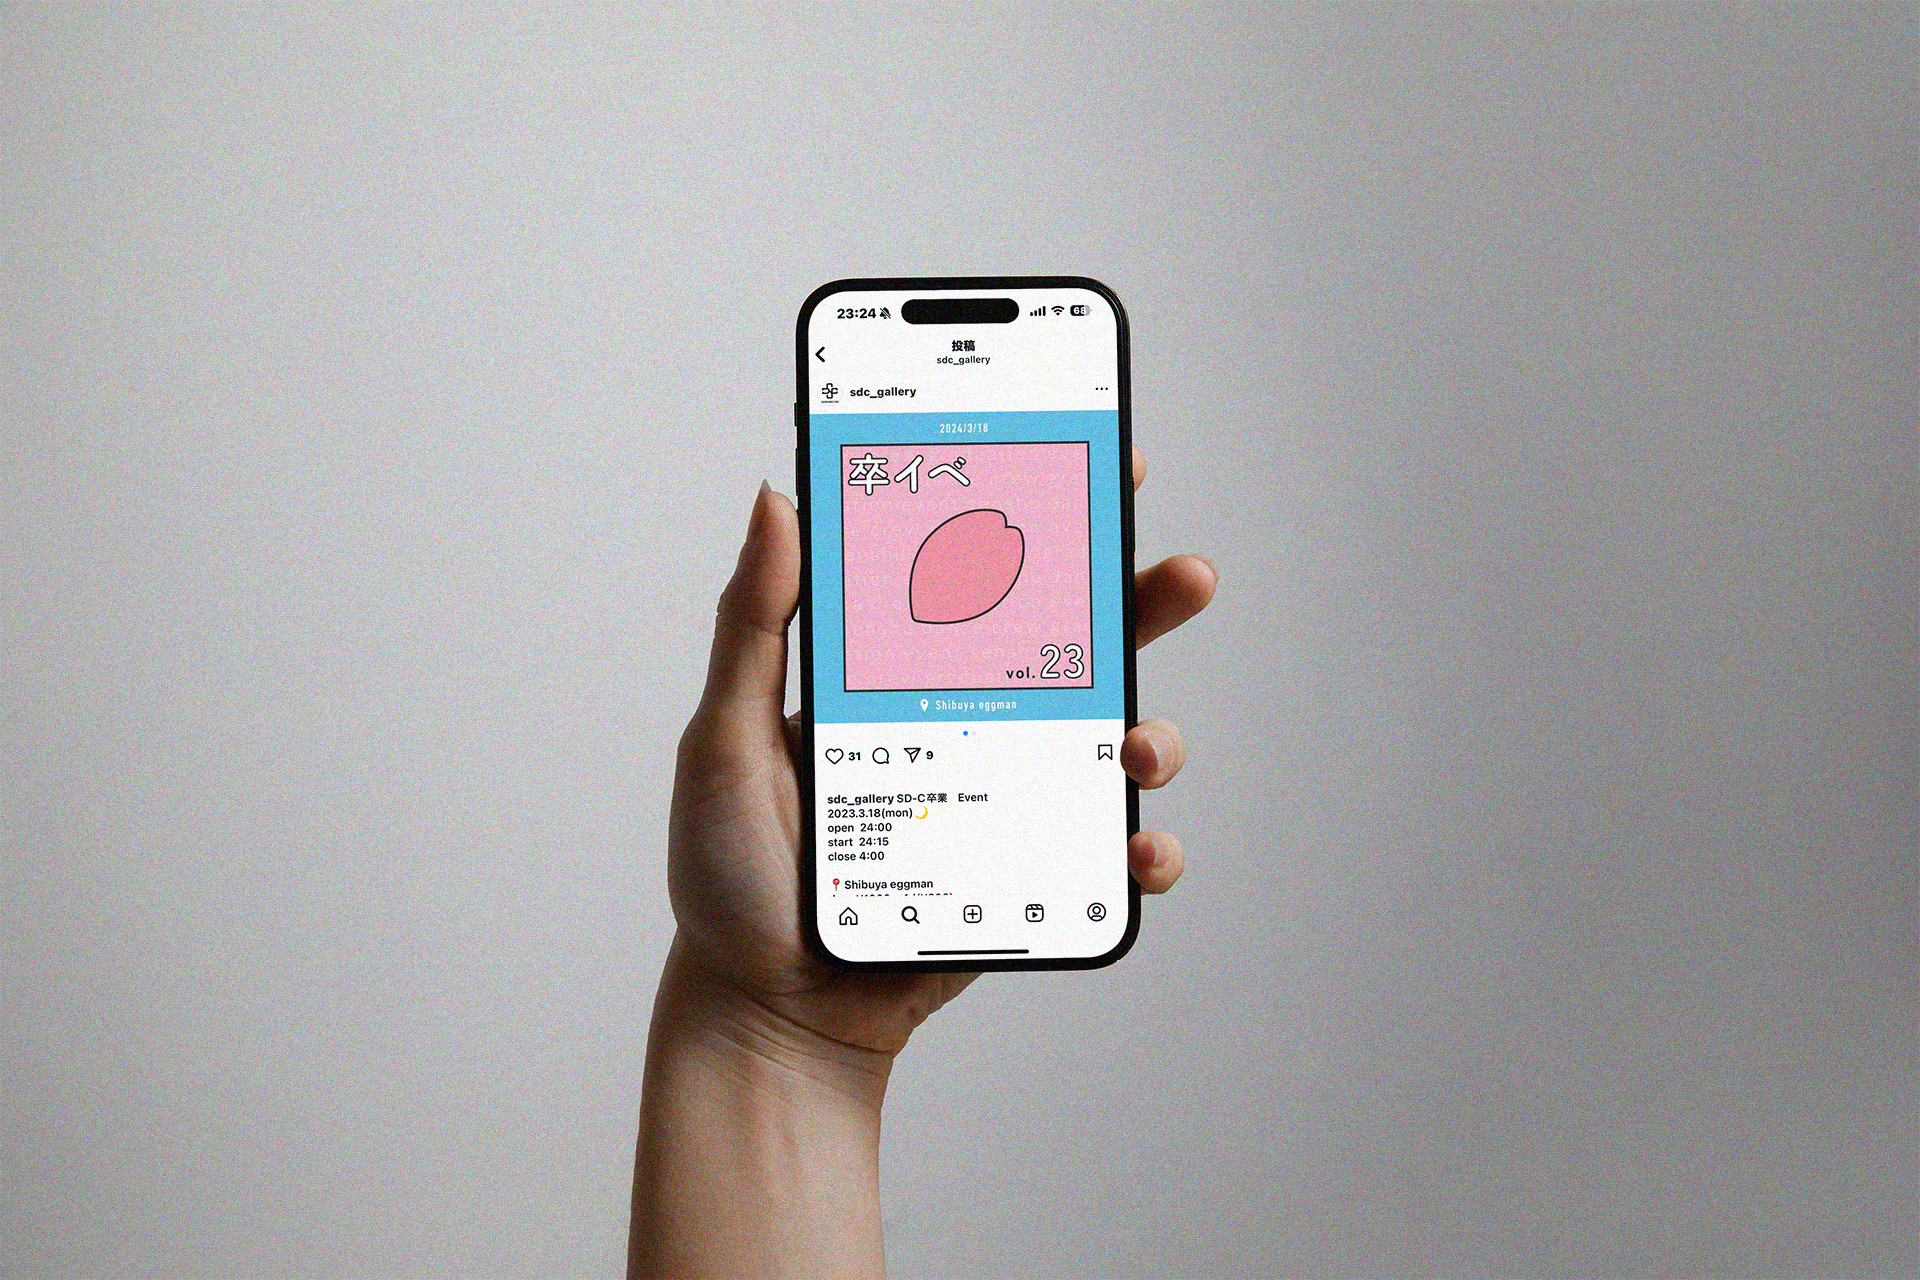 23:24
68
投稿
sdc_gallery
sdc_gallery
2024/3/18
卒イベ
vol.23
Shibuya eggman
31
9
sdc_gallery SD-C卒業 Event
2023.3.18(mon)🌙
open 24:00
start 24:15
close 4:00
📍Shibuya eggman